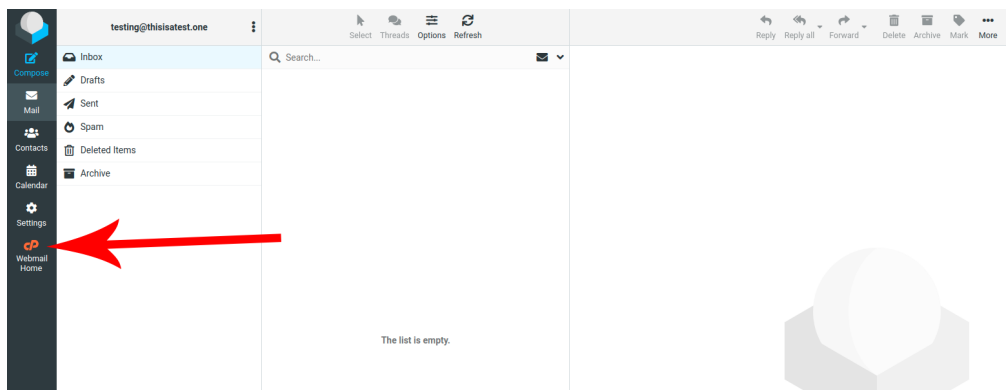 testing@thisisatest.one
Select Threads Options Refresh
Reply Reply all Forward Delete Archive Mark More
Compose
Mail
Contacts
Calendar
Settings
cP
Webmail
Home
Inbox
Drafts
Sent
Spam
Deleted Items
Archive
Search...
The list is empty.